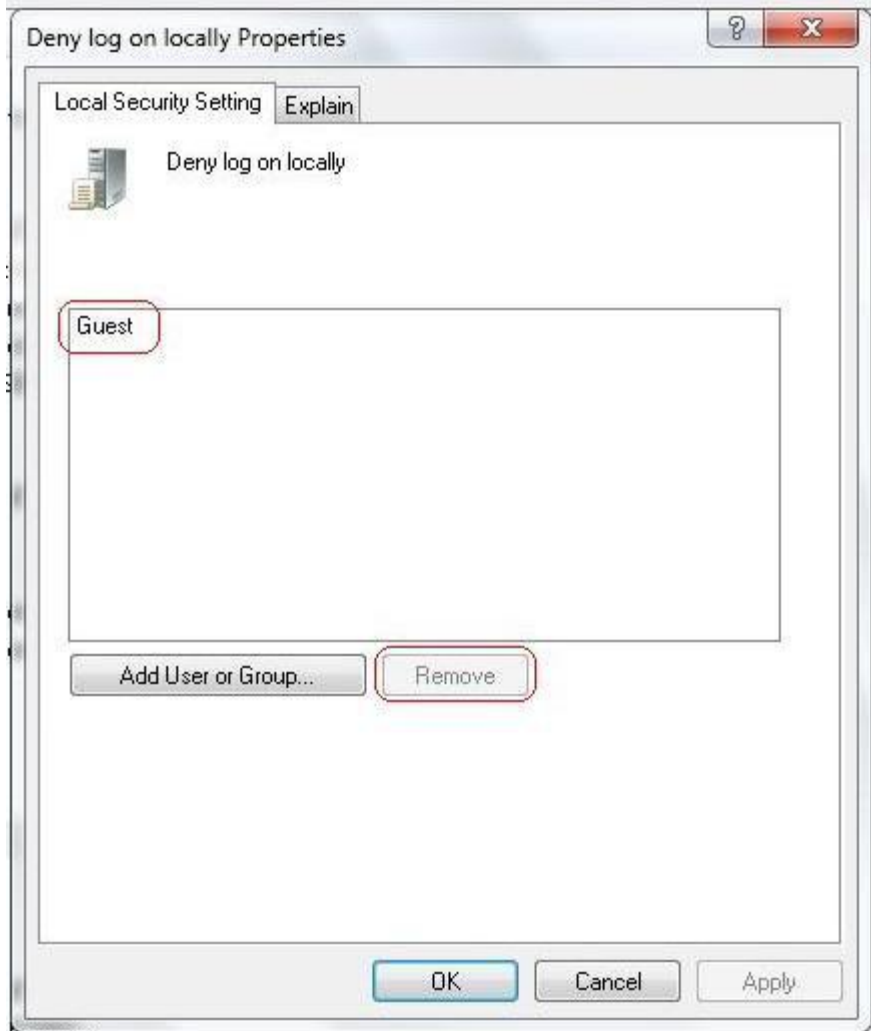 Deny log on locally Properties
Local Security Setting
Explain
Deny log on locally
Guest
Add User or Group...
Remove
OK
Cancel
Apply